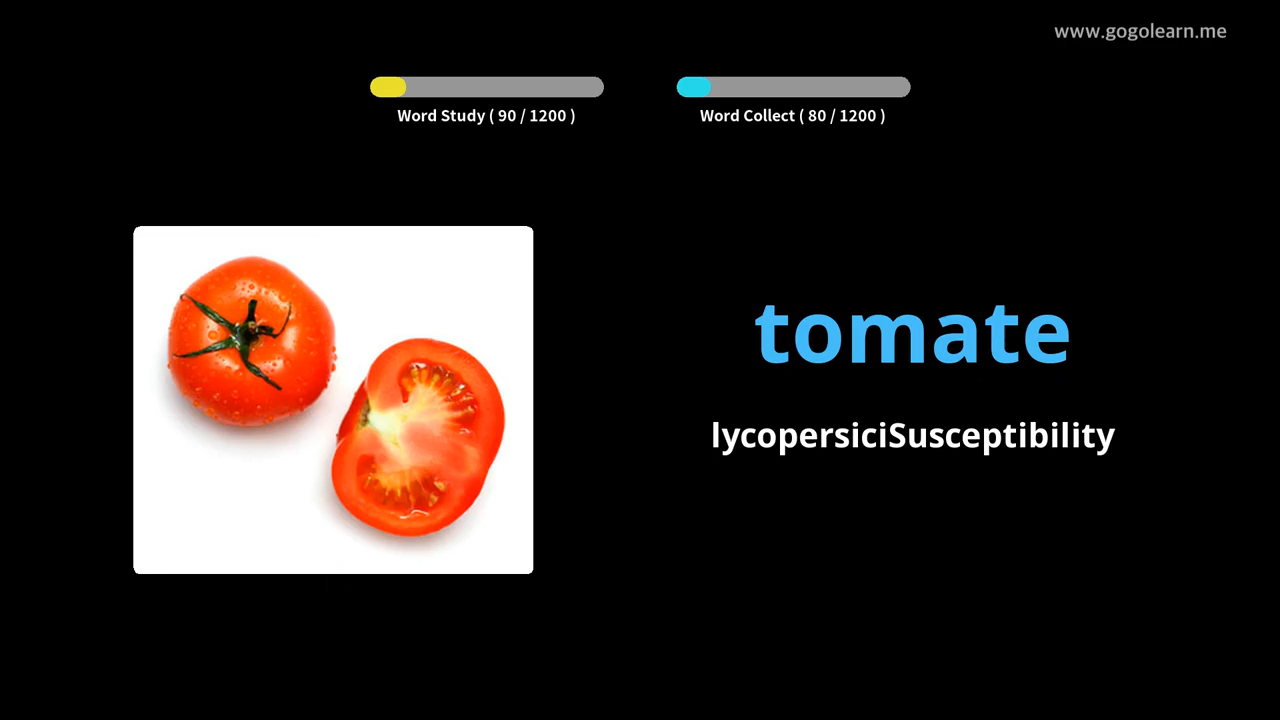 www.gogolearn.me
Word Study ( 90 / 1200 )
Word Collect ( 80 / 1200 )
tomate
lycopersiciSusceptibility